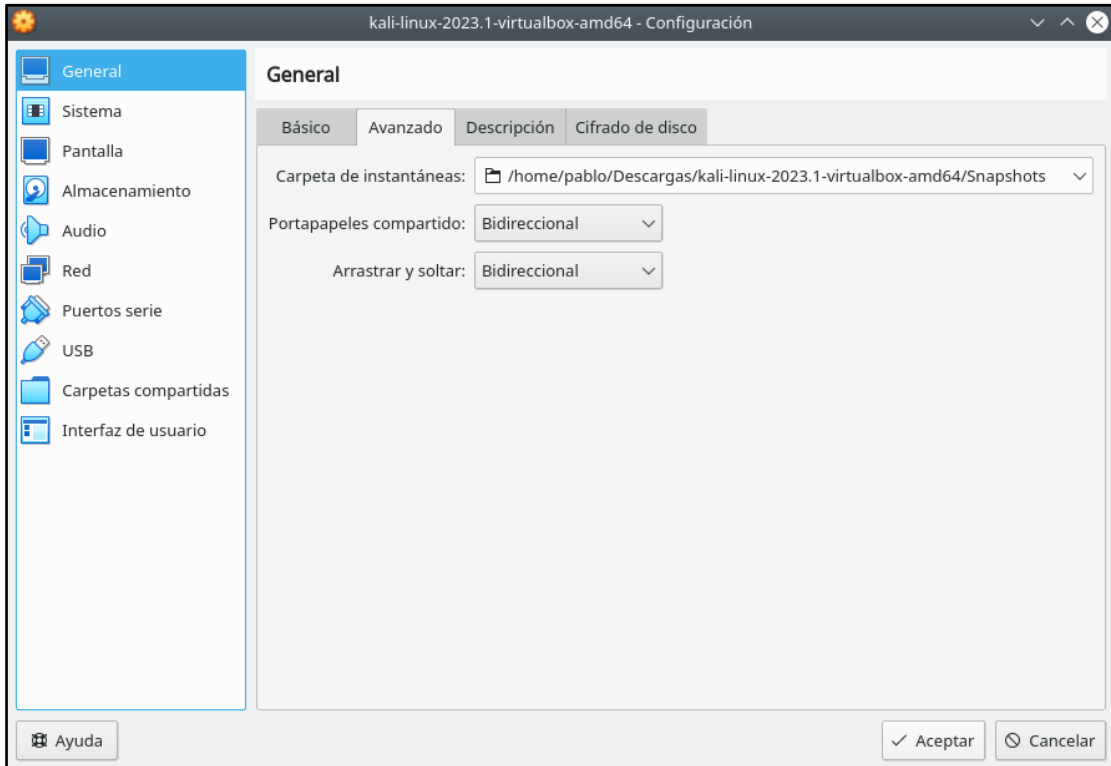 kali-linux-2023.1-virtualbox-amd64 - Configuración
General
Sistema
Pantalla
Almacenamiento
Audio
Red
Puertos serie
USB
Carpetas compartidas
Interfaz de usuario
General
Básico Avanzado Descripción Cifrado de disco
Carpeta de instantáneas: /home/pablo/Descargas/kali-linux-2023.1-virtualbox-amd64/Snapshots
Portapapeles compartido: Bidireccional
Arrastrar y soltar: Bidireccional
Ayuda Aceptar Cancelar